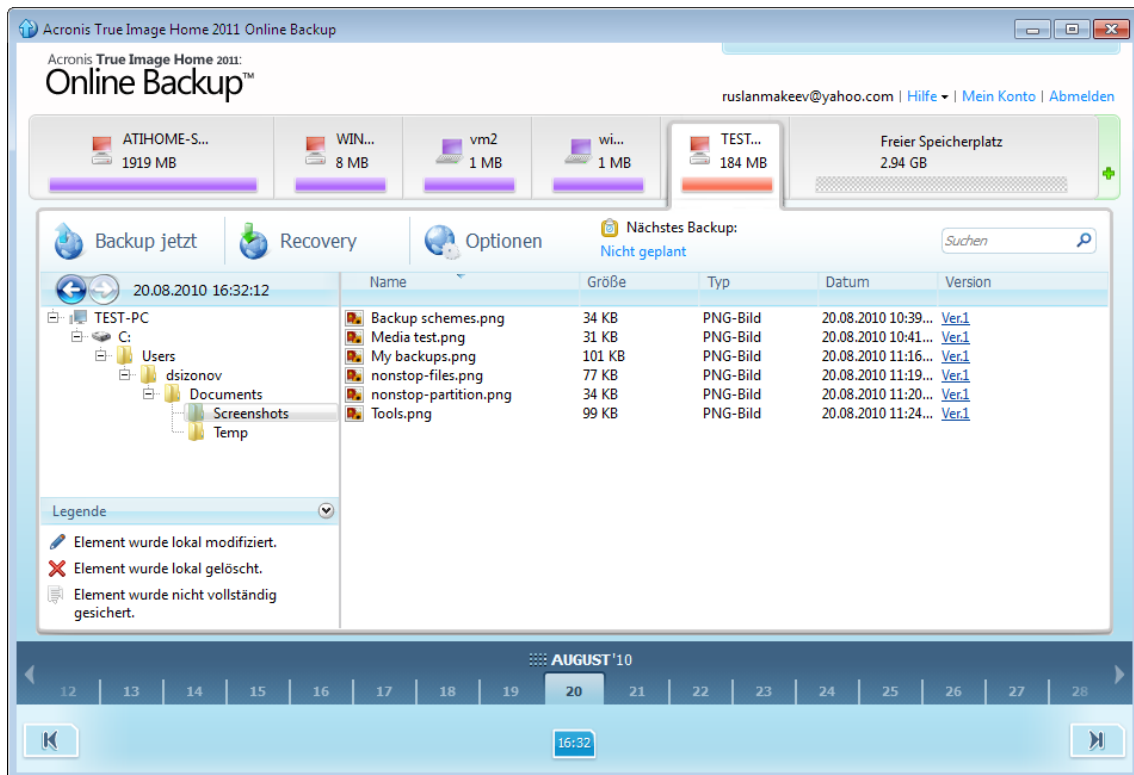 Acronis True Image Home 2011 Online Backup
Acronis True Image Home 2011:
Online Backup™
ruslanmakeev@yahoo.com | Hilfe | Mein Konto | Abmelden
ATIHOME-S...
1919 MB
WIN...
8 MB
vm2
1 MB
wi...
1 MB
TEST...
184 MB
Freier Speicherplatz
2.94 GB
Backup jetzt
Recovery
Optionen
Nächstes Backup:
Nicht geplant
Suchen
20.08.2010 16:32:12
TEST-PC
C:
Users
dsizonov
Documents
Screenshots
Temp
Name Größe Typ Datum Version
Backup schemes.png 34 KB PNG-Bild 20.08.2010 10:39... Ver.1
Media test.png 31 KB PNG-Bild 20.08.2010 10:41... Ver.1
My backups.png 101 KB PNG-Bild 20.08.2010 11:16... Ver.1
nonstop-files.png 77 KB PNG-Bild 20.08.2010 11:19... Ver.1
nonstop-partition.png 34 KB PNG-Bild 20.08.2010 11:20... Ver.1
Tools.png 99 KB PNG-Bild 20.08.2010 11:24... Ver.1
Legende
Element wurde lokal modifiziert.
Element wurde lokal gelöscht.
Element wurde nicht vollständig
gesichert.
AUGUST'10
12 13 14 15 16 17 18 19 20 21 22 23 24 25 26 27 28
16:32